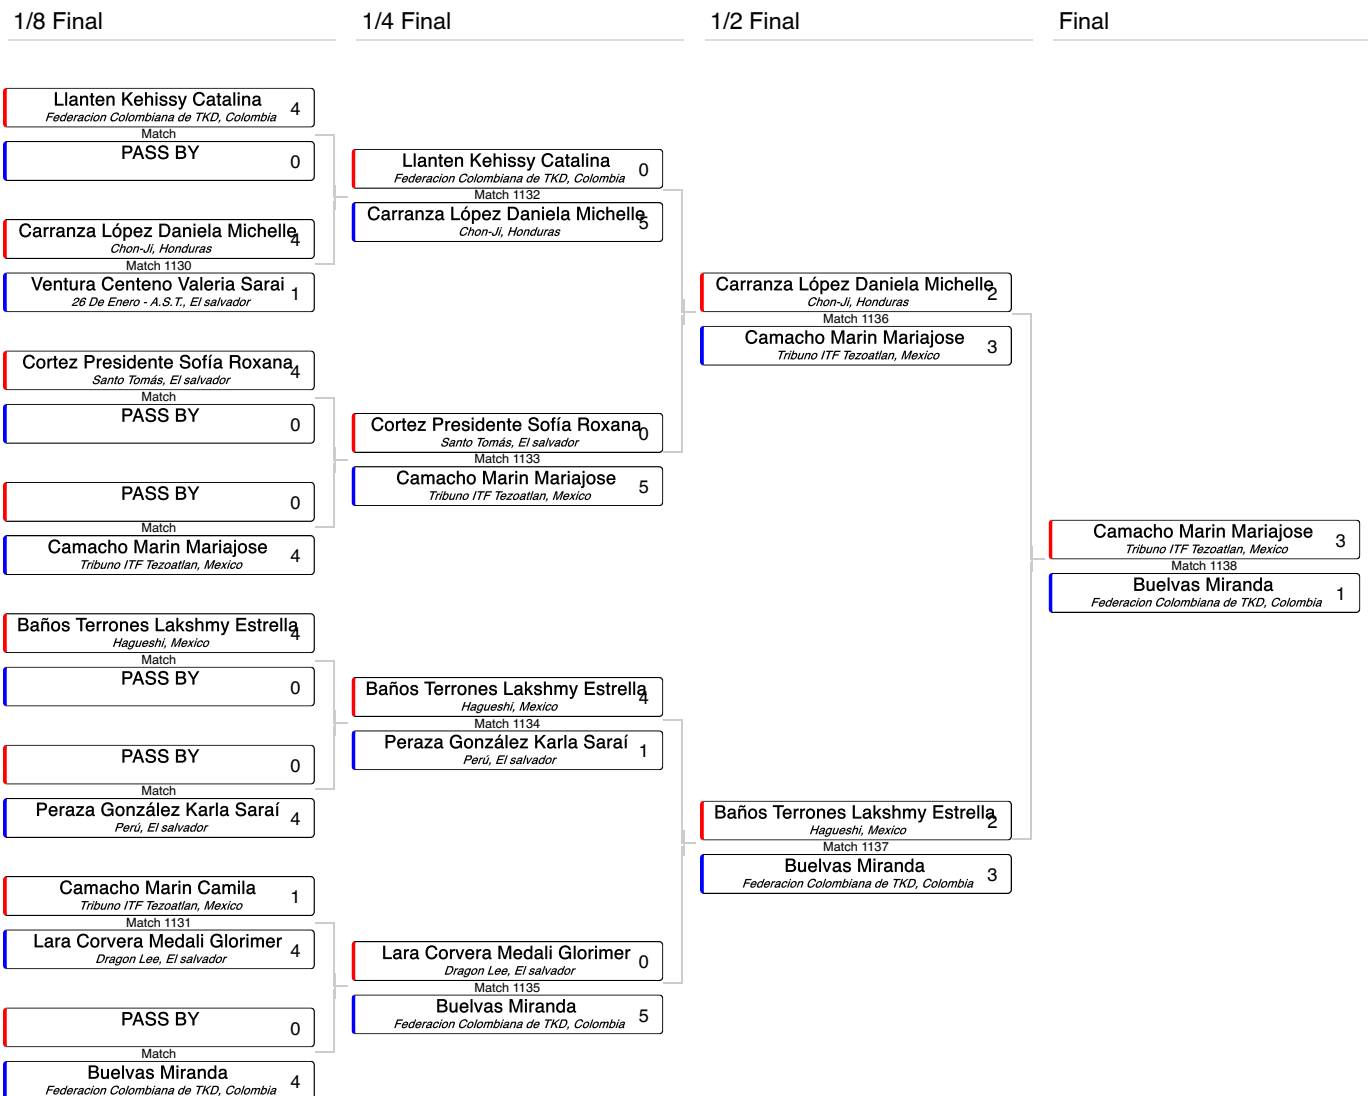 1/8 Final
1/4 Final
1/2 Final
Final
Llanten Kehissy Catalina 4
Federacion Colombiana de TKD, Colombia
Match
PASS BY 0
Carranza López Daniela Michelle 4
Chon-Ji, Honduras
Match 1130
Ventura Centeno Valeria Sarai 1
26 De Enero - A.S.T., El salvador
Cortez Presidente Sofía Roxana 4
Santo Tomás, El salvador
Match
PASS BY 0
PASS BY 0
Match
Camacho Marin Mariajose 4
Tribuno ITF Tezoatlan, Mexico
Baños Terrones Lakshmy Estrella 4
Hagueshi, Mexico
Match
PASS BY 0
PASS BY 0
Match
Peraza González Karla Saraí 4
Perú, El salvador
Camacho Marin Camila 1
Tribuno ITF Tezoatlan, Mexico
Match 1131
Lara Corvera Medali Glorimer 4
Dragon Lee, El salvador
PASS BY 0
Match
Buelvas Miranda 4
Federacion Colombiana de TKD, Colombia
Llanten Kehissy Catalina 0
Federacion Colombiana de TKD, Colombia
Match 1132
Carranza López Daniela Michelle 5
Chon-Ji, Honduras
Cortez Presidente Sofía Roxana 0
Santo Tomás, El salvador
Match 1133
Camacho Marin Mariajose 5
Tribuno ITF Tezoatlan, Mexico
Baños Terrones Lakshmy Estrella 4
Hagueshi, Mexico
Match 1134
Peraza González Karla Saraí 1
Perú, El salvador
Lara Corvera Medali Glorimer 0
Dragon Lee, El salvador
Match 1135
Buelvas Miranda 5
Federacion Colombiana de TKD, Colombia
Carranza López Daniela Michelle 2
Chon-Ji, Honduras
Match 1136
Camacho Marin Mariajose 3
Tribuno ITF Tezoatlan, Mexico
Baños Terrones Lakshmy Estrella 2
Hagueshi, Mexico
Match 1137
Buelvas Miranda 3
Federacion Colombiana de TKD, Colombia
Camacho Marin Mariajose 3
Tribuno ITF Tezoatlan, Mexico
Match 1138
Buelvas Miranda 1
Federacion Colombiana de TKD, Colombia